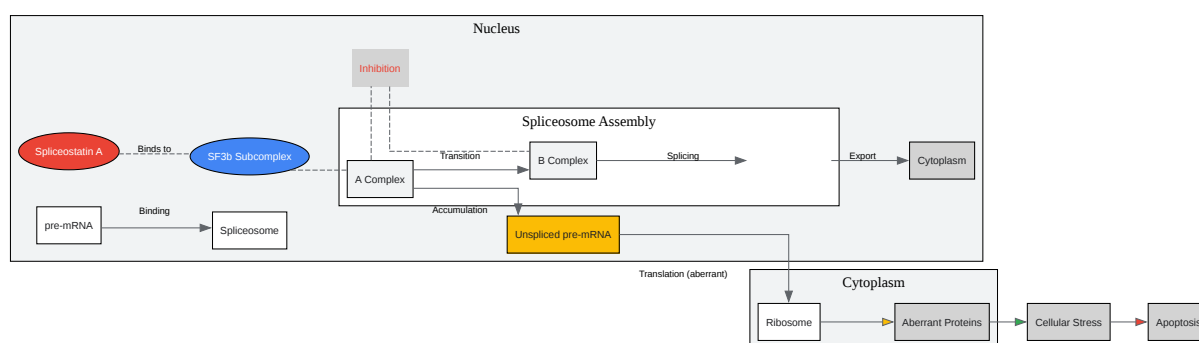 Nucleus
Inhibition
Spliceosome Assembly
Spliceostatin A
Binds to
SF3b Subcomplex
A Complex
Transition
B Complex
Splicing
Export
Cytoplasm
pre-mRNA
Binding
Spliceosome
Accumulation
Unspliced pre-mRNA
Translation (aberrant)
Cytoplasm
Ribosome
Aberrant Proteins
Cellular Stress
Apoptosis